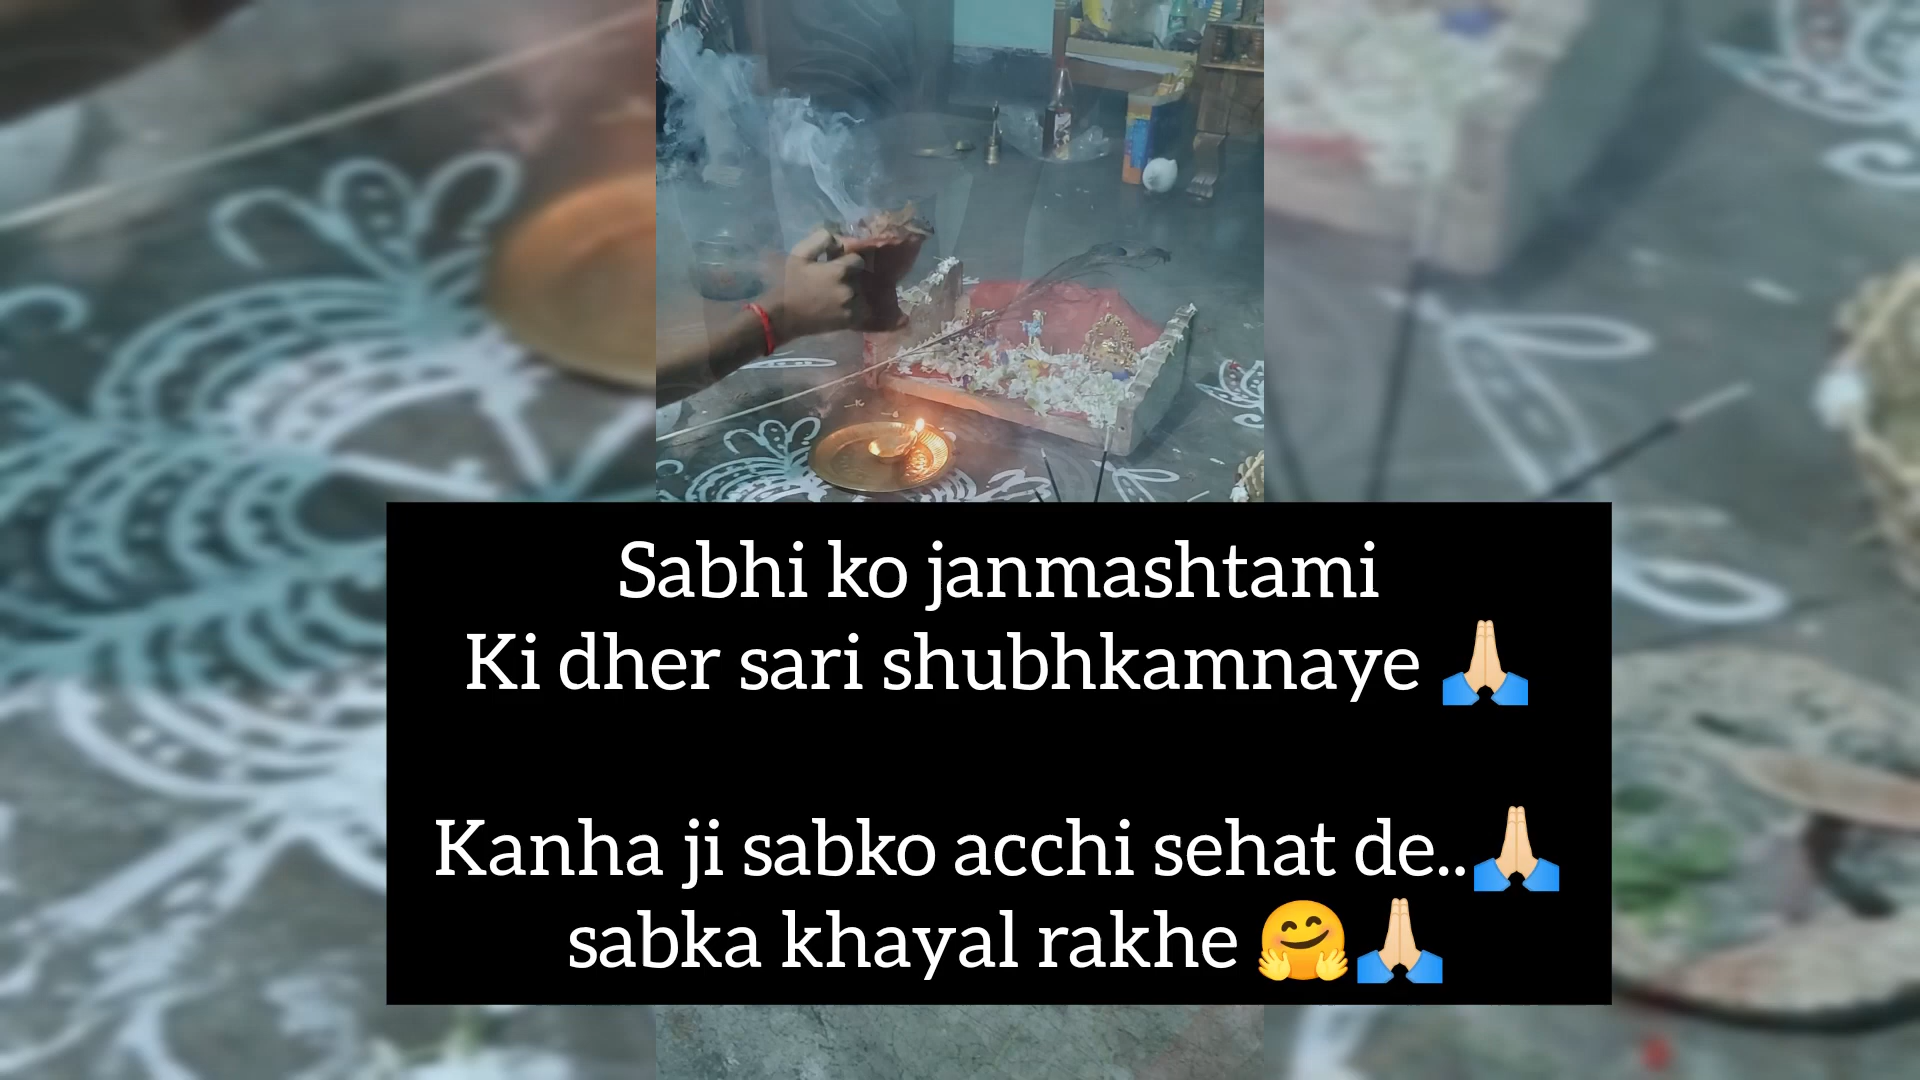 Sabhi ko janmashtami
Ki dher sari shubhkamnaye 🙏🏻
Kanha ji sabko acchi sehat de..🙏🏻
sabka khayal rakhe 🤗🙏🏻